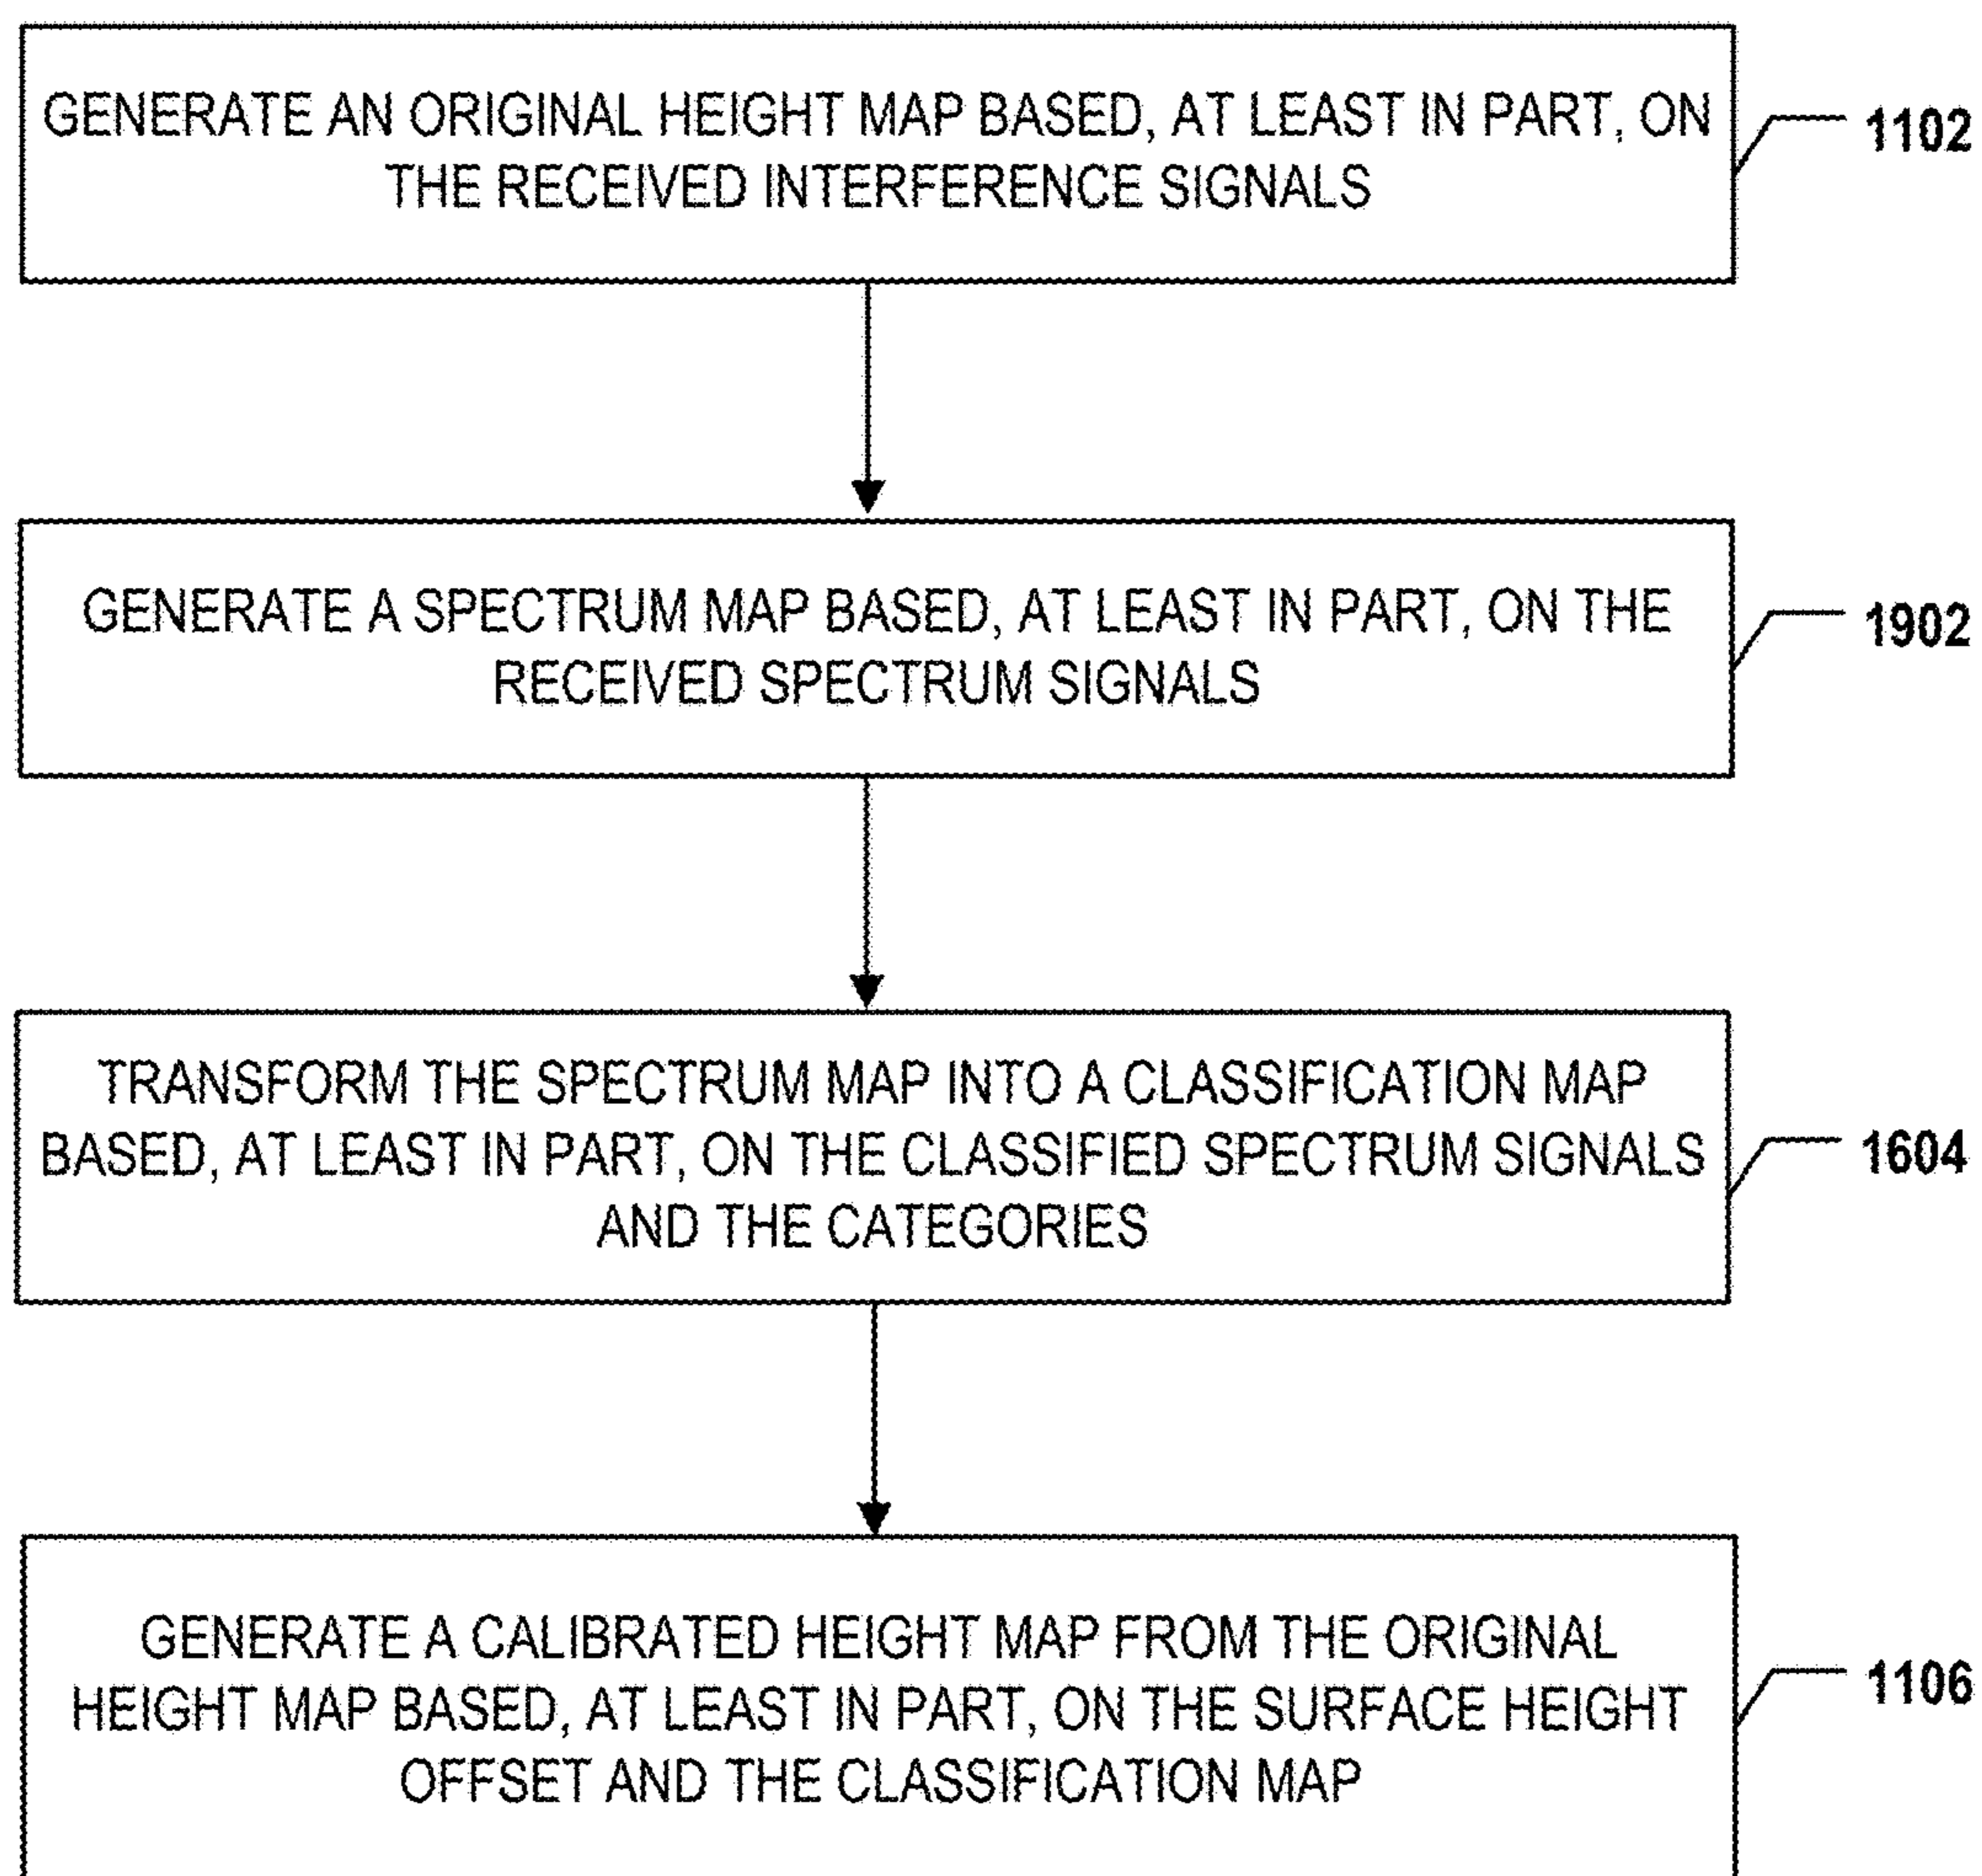 GENERATE AN ORIGINAL HEIGHT MAP BASED, AT LEAST IN PART, ON
THE RECEIVED INTERFERENCE SIGNALS
1102
GENERATE A SPECTRUM MAP BASED, AT LEAST IN PART, ON THE
RECEIVED SPECTRUM SIGNALS
1902
TRANSFORM THE SPECTRUM MAP INTO A CLASSIFICATION MAP
BASED, AT LEAST IN PART, ON THE CLASSIFIED SPECTRUM SIGNALS
AND THE CATEGORIES
1604
GENERATE A CALIBRATED HEIGHT MAP FROM THE ORIGINAL
HEIGHT MAP BASED, AT LEAST IN PART, ON THE SURFACE HEIGHT
OFFSET AND THE CLASSIFICATION MAP
1106